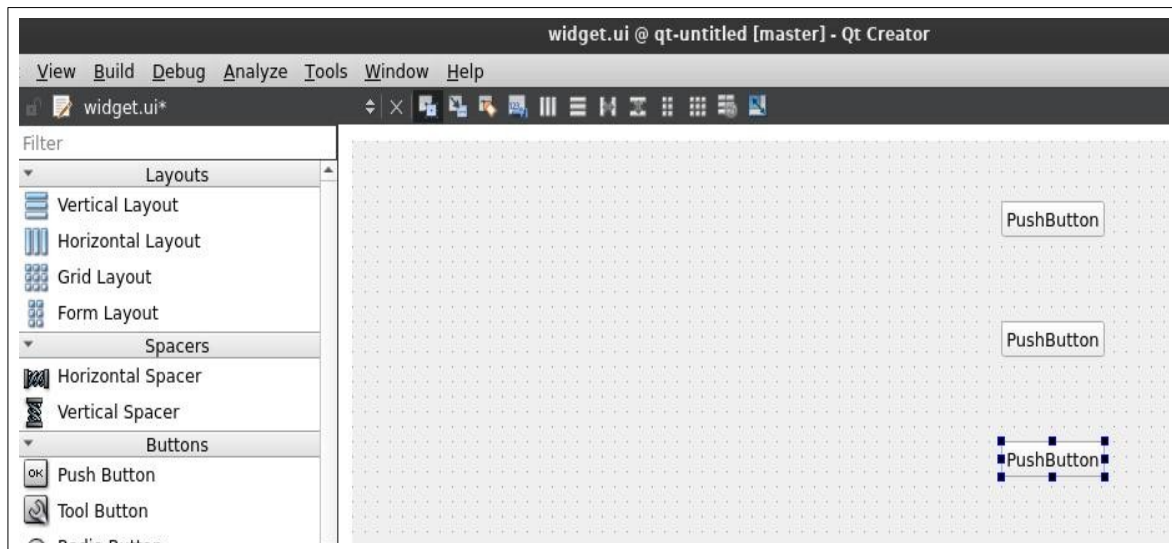 widget.ui @ qt-untitled [master] - Qt Creator
View Build Debug Analyze Tools Window Help
widget.ui*
Filter
Layouts
Vertical Layout
Horizontal Layout
Grid Layout
Form Layout
Spacers
Horizontal Spacer
Vertical Spacer
Buttons
OK Push Button
Tool Button
PushButton
PushButton
PushButton